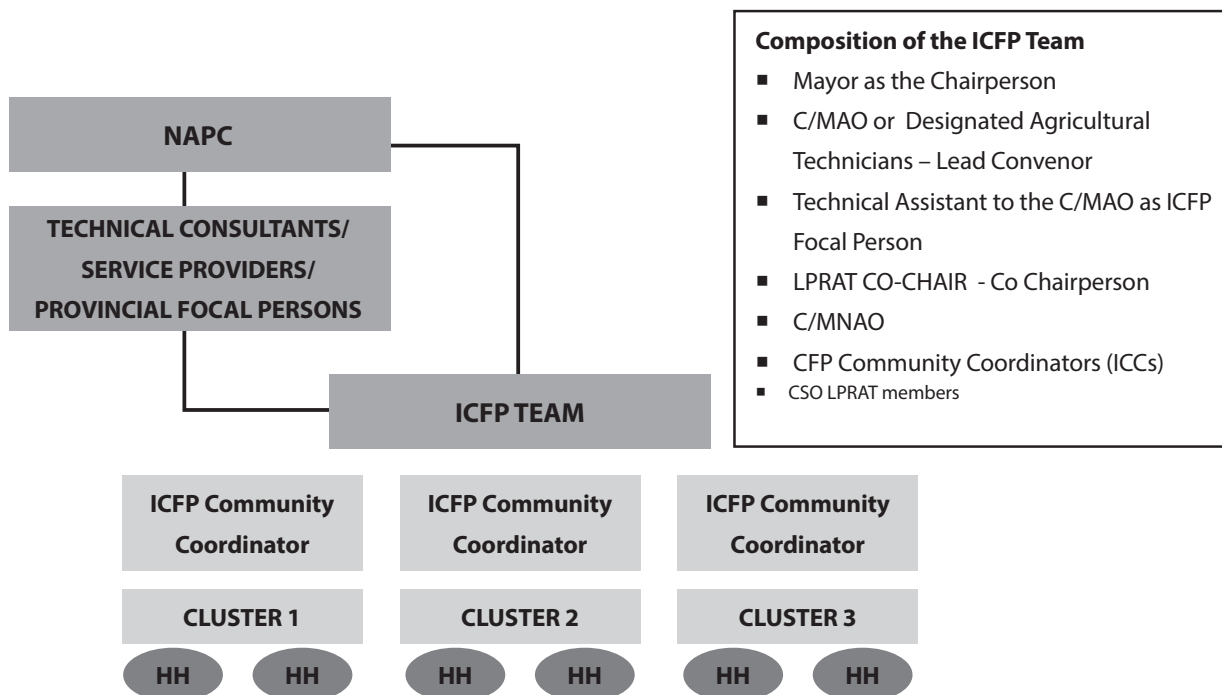 NAPC
TECHNICAL CONSULTANTS/
SERVICE PROVIDERS/
PROVINCIAL FOCAL PERSONS
ICFP TEAM
ICFP Community
Coordinator
ICFP Community
Coordinator
ICFP Community
Coordinator
CLUSTER 1
CLUSTER 2
CLUSTER 3
HH
HH
HH
HH
HH
HH
Composition of the ICFP Team
▪ Mayor as the Chairperson
▪ C/MAO or Designated Agricultural
Technicians – Lead Convenor
▪ Technical Assistant to the C/MAO as ICFP
Focal Person
▪ LPRAT CO-CHAIR - Co Chairperson
▪ C/MNAO
▪ CFP Community Coordinators (ICCs)
▪ CSO LPRAT members